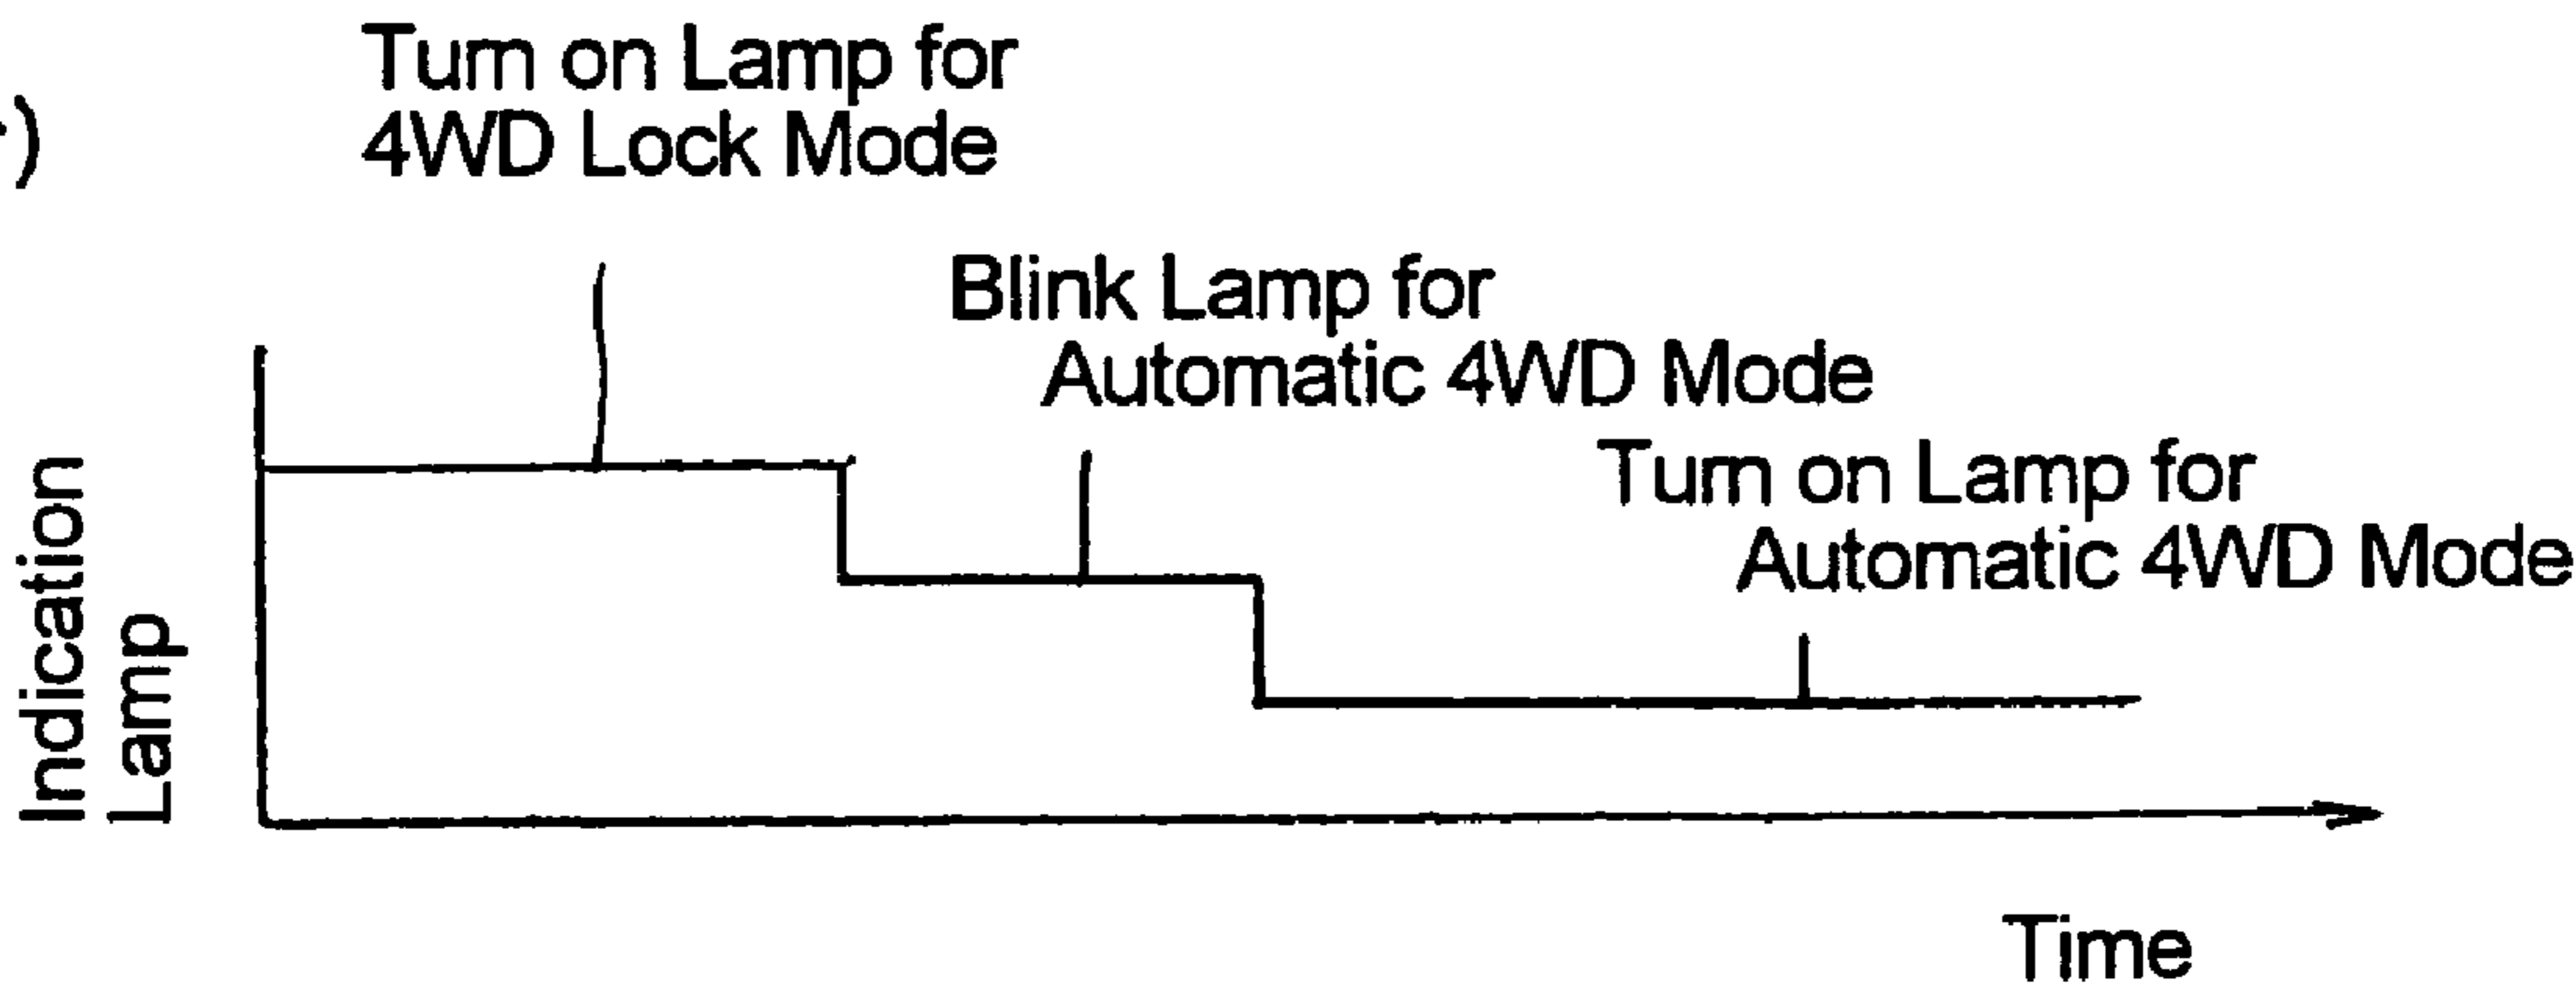 Turn on Lamp for
4WD Lock Mode
Blink Lamp for
Automatic 4WD Mode
Turn on Lamp for
Automatic 4WD Mode
Indication
Lamp
Time